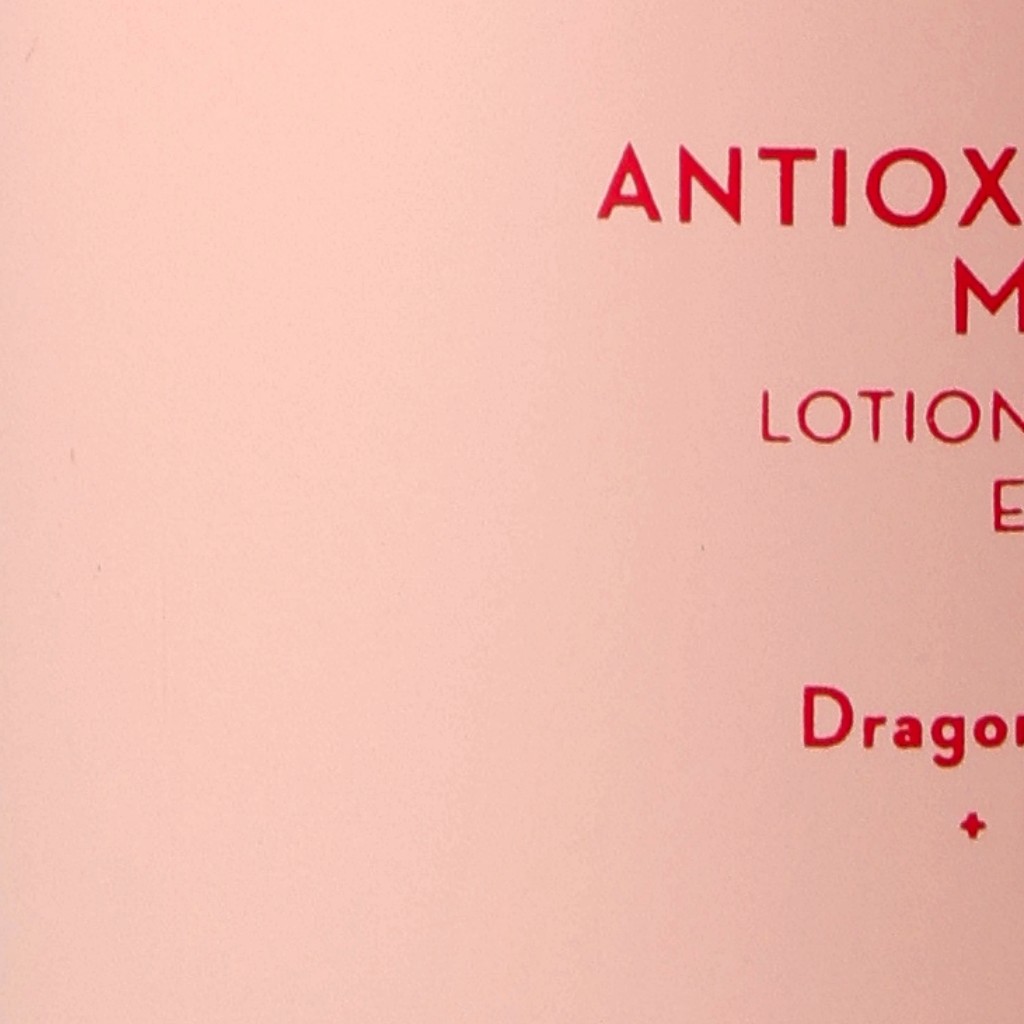 ANTIOX
M
LOTION
E
Dragon
+